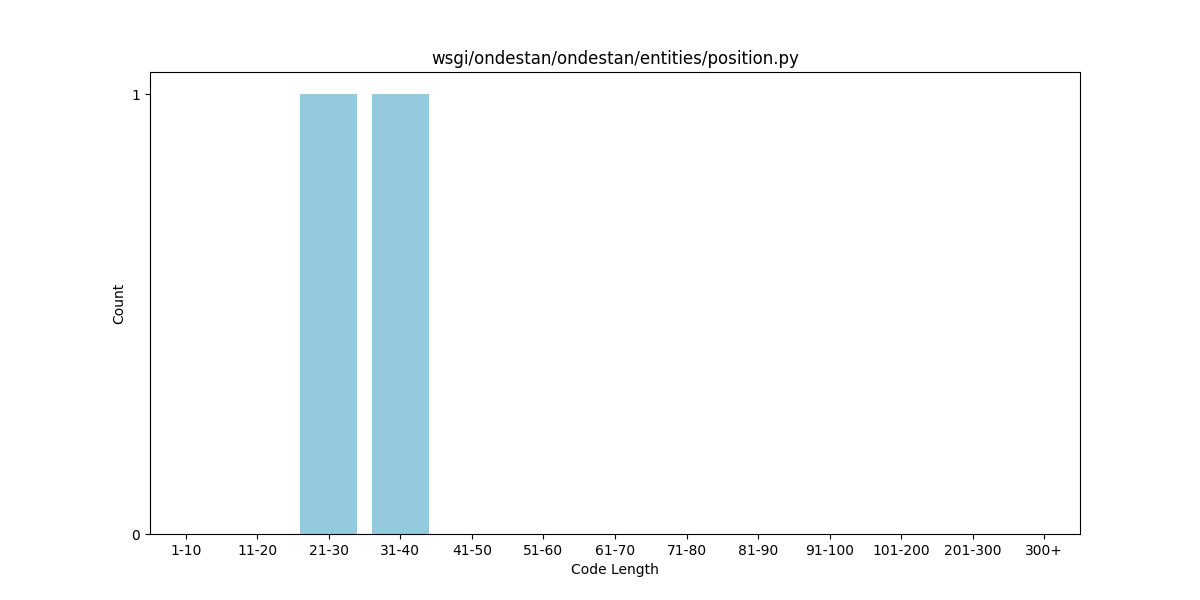 wsgi/ondestan/ondestan/entities/position.py
1
Count
0
1-10 11-20 21-30 31-40 41-50 51-60 61-70 71-80 81-90 91-100 101-200 201-300 300+
Code Length